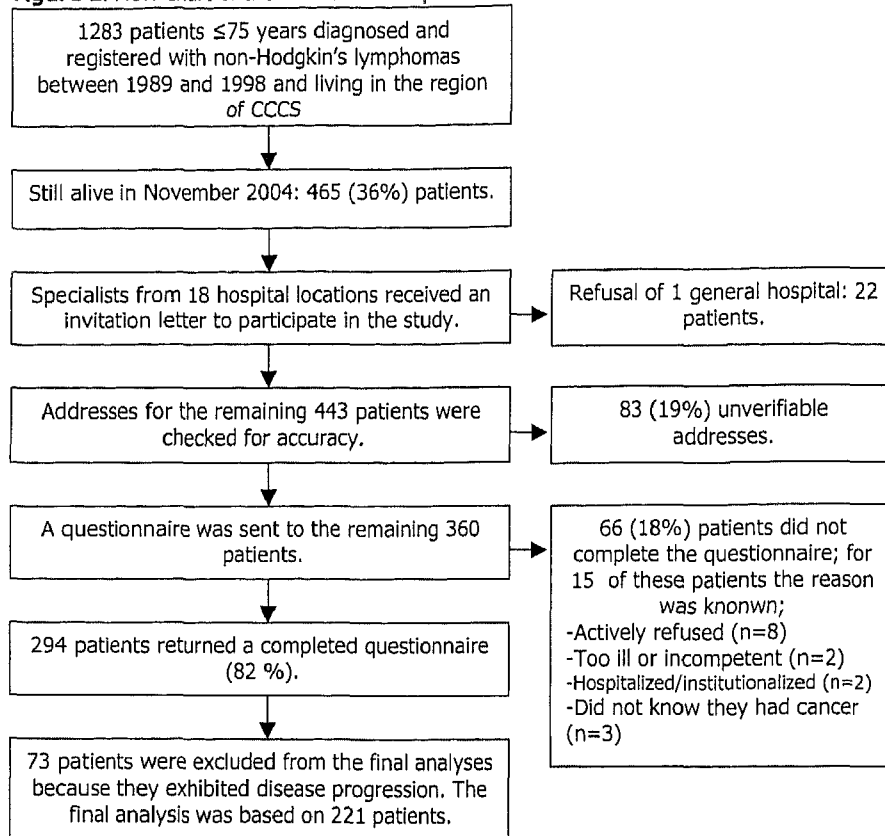 1283 patients ≤75 years diagnosed and
registered with non-Hodgkin's lymphomas
between 1989 and 1998 and living in the region
of CCCS
Still alive in November 2004: 465 (36%) patients.
Specialists from 18 hospital locations received an
invitation letter to participate in the study.
Refusal of 1 general hospital: 22
patients.
Addresses for the remaining 443 patients were
checked for accuracy.
83 (19%) unverifiable
addresses.
A questionnaire was sent to the remaining 360
patients.
66 (18%) patients did not
complete the questionnaire; for
15 of these patients the reason
was knonwn;
-Actively refused (n=8)
-Too ill or incompetent (n=2)
-Hospitalized/institutionalized (n=2)
-Did not know they had cancer
(n=3)
294 patients returned a completed questionnaire
(82 %).
73 patients were excluded from the final analyses
because they exhibited disease progression. The
final analysis was based on 221 patients.